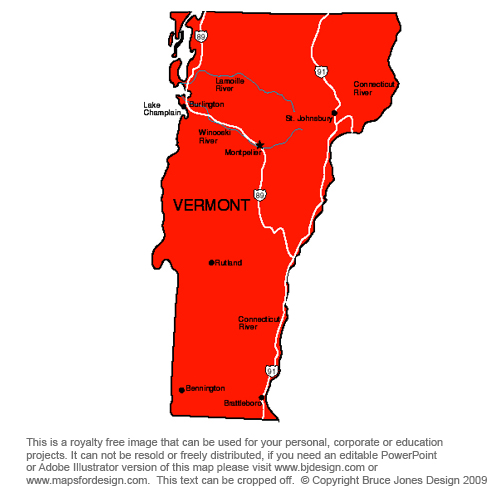 89
91
Lamoille
River
Connecticut
River
Lake
Champlain
Burlington
St. Johnsbury
Winooski
River
Montpelier
89
VERMONT
Rutland
Connecticut
River
91
Bennington
Brattleboro
This is a royalty free image that can be used for your personal, corporate or education
projects. It can not be resold or freely distributed, if you need an editable PowerPoint
or Adobe Illustrator version of this map please visit www.bjdesign.com or
www.mapsfordesign.com. This text can be cropped off. © Copyright Bruce Jones Design 2009